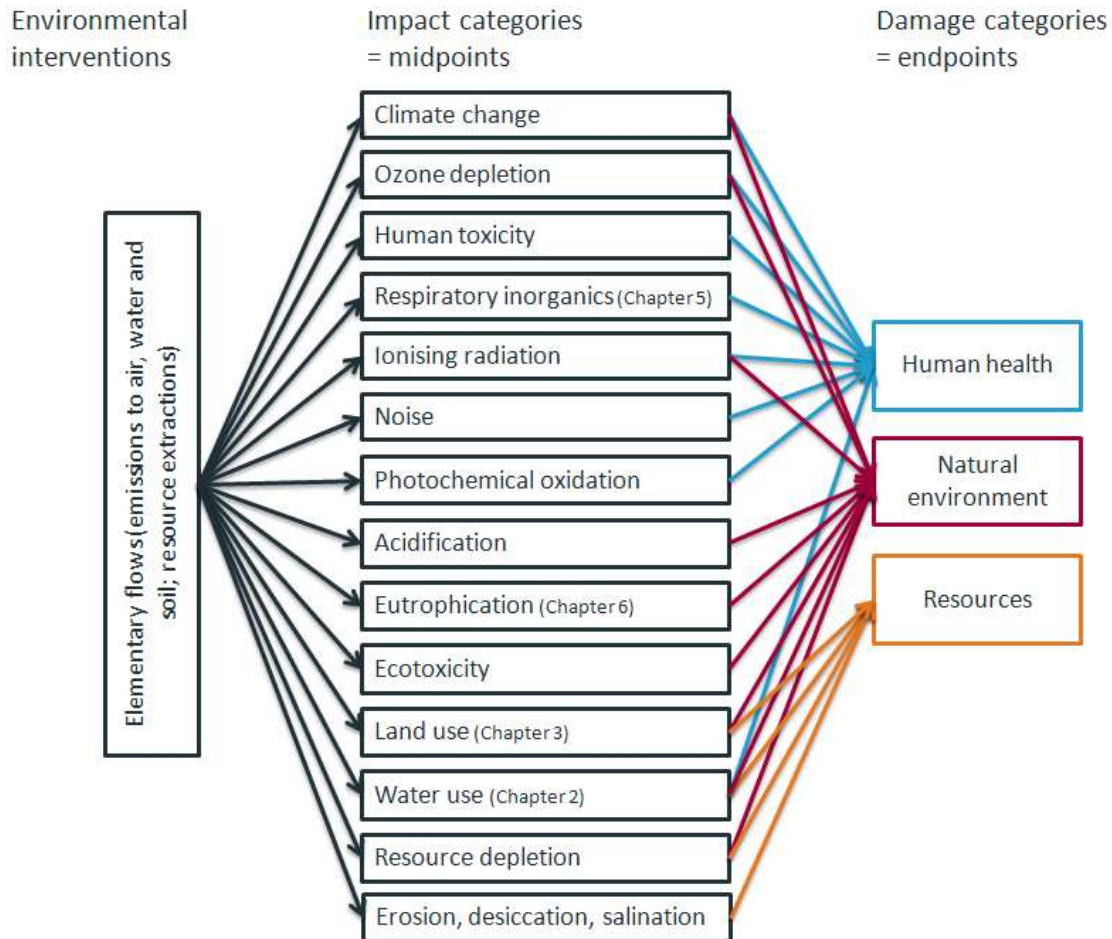 Environmental
interventions
Impact categories
= midpoints
Damage categories
= endpoints
Elementary flows(emissions to air, water and
soil; resource extractions)
Climate change
Ozone depletion
Human toxicity
Respiratory inorganics (Chapter 5)
Ionising radiation
Noise
Photochemical oxidation
Acidification
Eutrophication (Chapter 6)
Ecotoxicity
Land use (Chapter 3)
Water use (Chapter 2)
Resource depletion
Erosion, desiccation, salination
Human health
Natural
environment
Resources